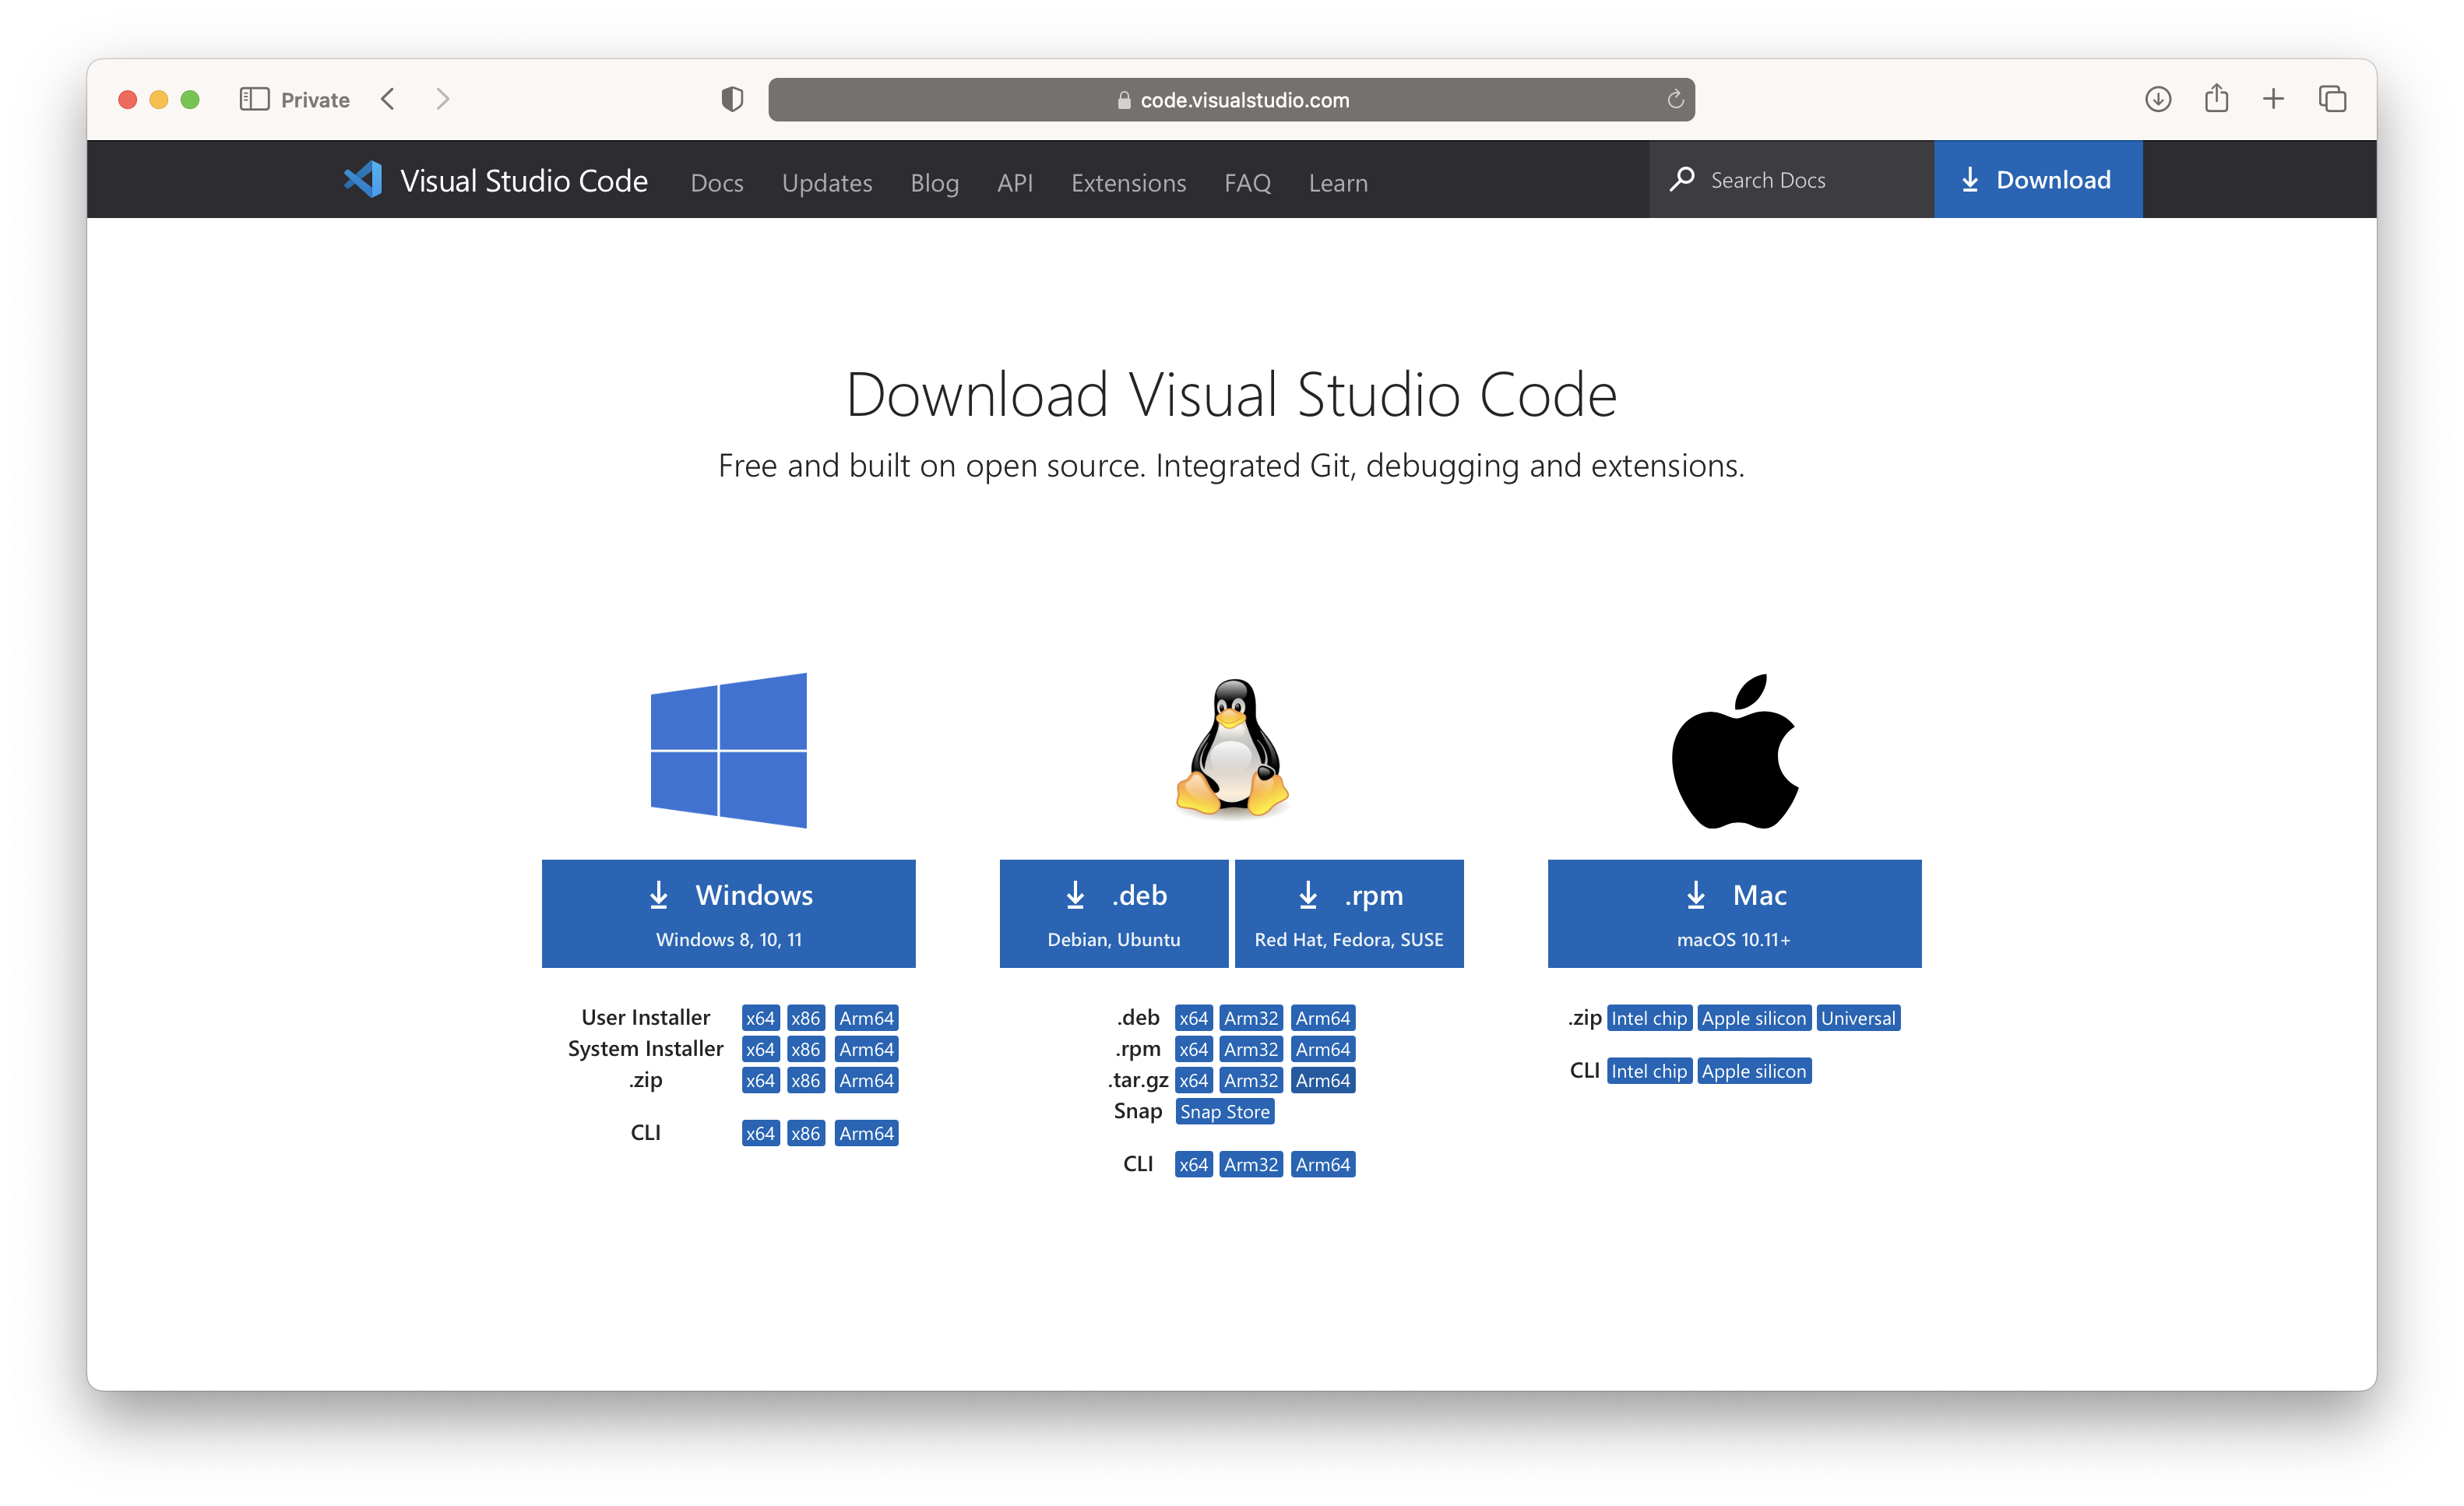 Private
code.visualstudio.com
Visual Studio Code Docs Updates Blog API Extensions FAQ Learn Search Docs Download
Download Visual Studio Code
Free and built on open source. Integrated Git, debugging and extensions.
Windows
Windows 8, 10, 11
User Installer x64 x86 Arm64
System Installer x64 x86 Arm64
.zip x64 x86 Arm64
CLI x64 x86 Arm64
.deb
Debian, Ubuntu
.rpm
Red Hat, Fedora, SUSE
.deb x64 Arm32 Arm64
.rpm x64 Arm32 Arm64
.tar.gz x64 Arm32 Arm64
Snap Snap Store
CLI x64 Arm32 Arm64
Mac
macOS 10.11+
.zip Intel chip Apple silicon Universal
CLI Intel chip Apple silicon